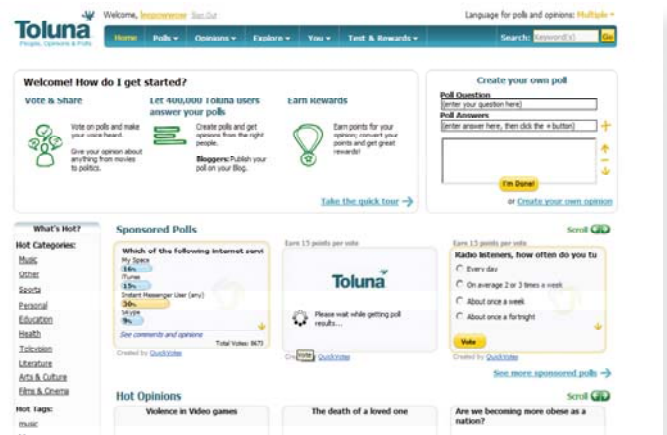 Toluna
People, Opinions & Polls
Welcome, Sign Out
Language for polls and opinions: Multiple
Home Polls Opinions Explore You Test & Rewards Search: Keyword(s) Go
Welcome! How do I get started?
Vote & Share
Vote on polls and make
your voice heard.
Give your opinion about
anything from movies
to politics.
Let 400,000 Toluna users
answer your polls
Create polls and get
opinions from the right
people.
Bloggers: Publish your
poll on your Blog.
Earn Rewards
Earn points for your
opinion; convert your
points and get great
rewards!
Take the quick tour
Create your own poll
Poll Question
(enter your question here)
Poll Answers
(enter answer here, then click the + button)
I'm Done!
or Create your own opinion
What's Hot?
Hot Categories:
Music
Other
Sports
Personal
Education
Health
Television
Literature
Arts & Culture
Films & Cinema
Hot Tags:
music
Sponsored Polls
Scroll
Which of the following internet servi
My Space
16%
iTunes
15%
Instant Messenger User (any)
30%
Skype
9%
See comments and opinions
Total Votes: 8673
Created by QuickVotes
Earn 15 points per vote
Toluna
Please wait while getting poll
results...
Vote
QuickVotes
Earn 15 points per vote
Radio listeners, how often do you tu
Every day
On average 2 or 3 times a week
About once a week
About once a fortnight
Vote
Created by QuickVotes
See more sponsored polls
Hot Opinions
Scroll
Violence in Video games
The death of a loved one
Are we becoming more obese as a
nation?